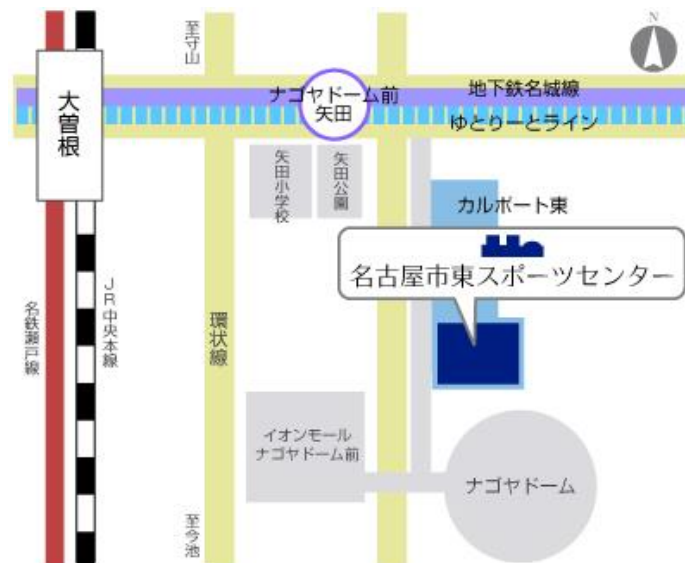 N
至守山
大曽根
ナゴヤドーム前
矢田
地下鉄名城線
ゆとりーとライン
矢田小学校
矢田公園
カルポート東
名古屋市東スポーツセンター
名鉄瀬戸線
JR中央本線
環状線
イオンモール
ナゴヤドーム前
ナゴヤドーム
至今池